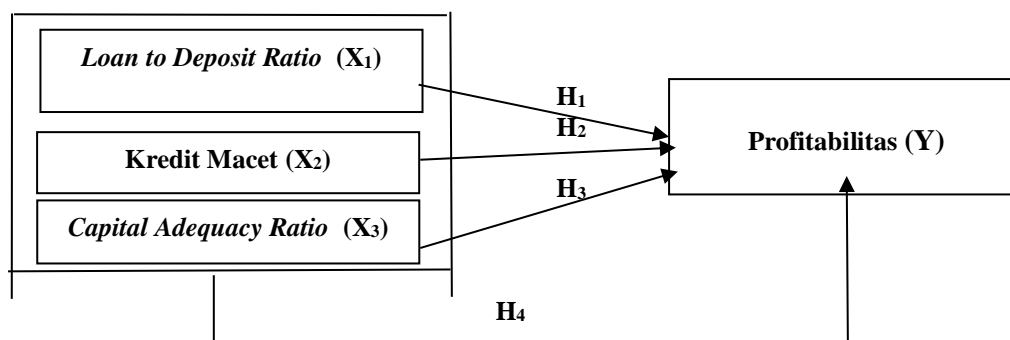 Loan to Deposit Ratio (X₁)
H₁
H₂
Kredit Macet (X₂)
Profitabilitas (Y)
H₃
Capital Adequacy Ratio (X₃)
H₄